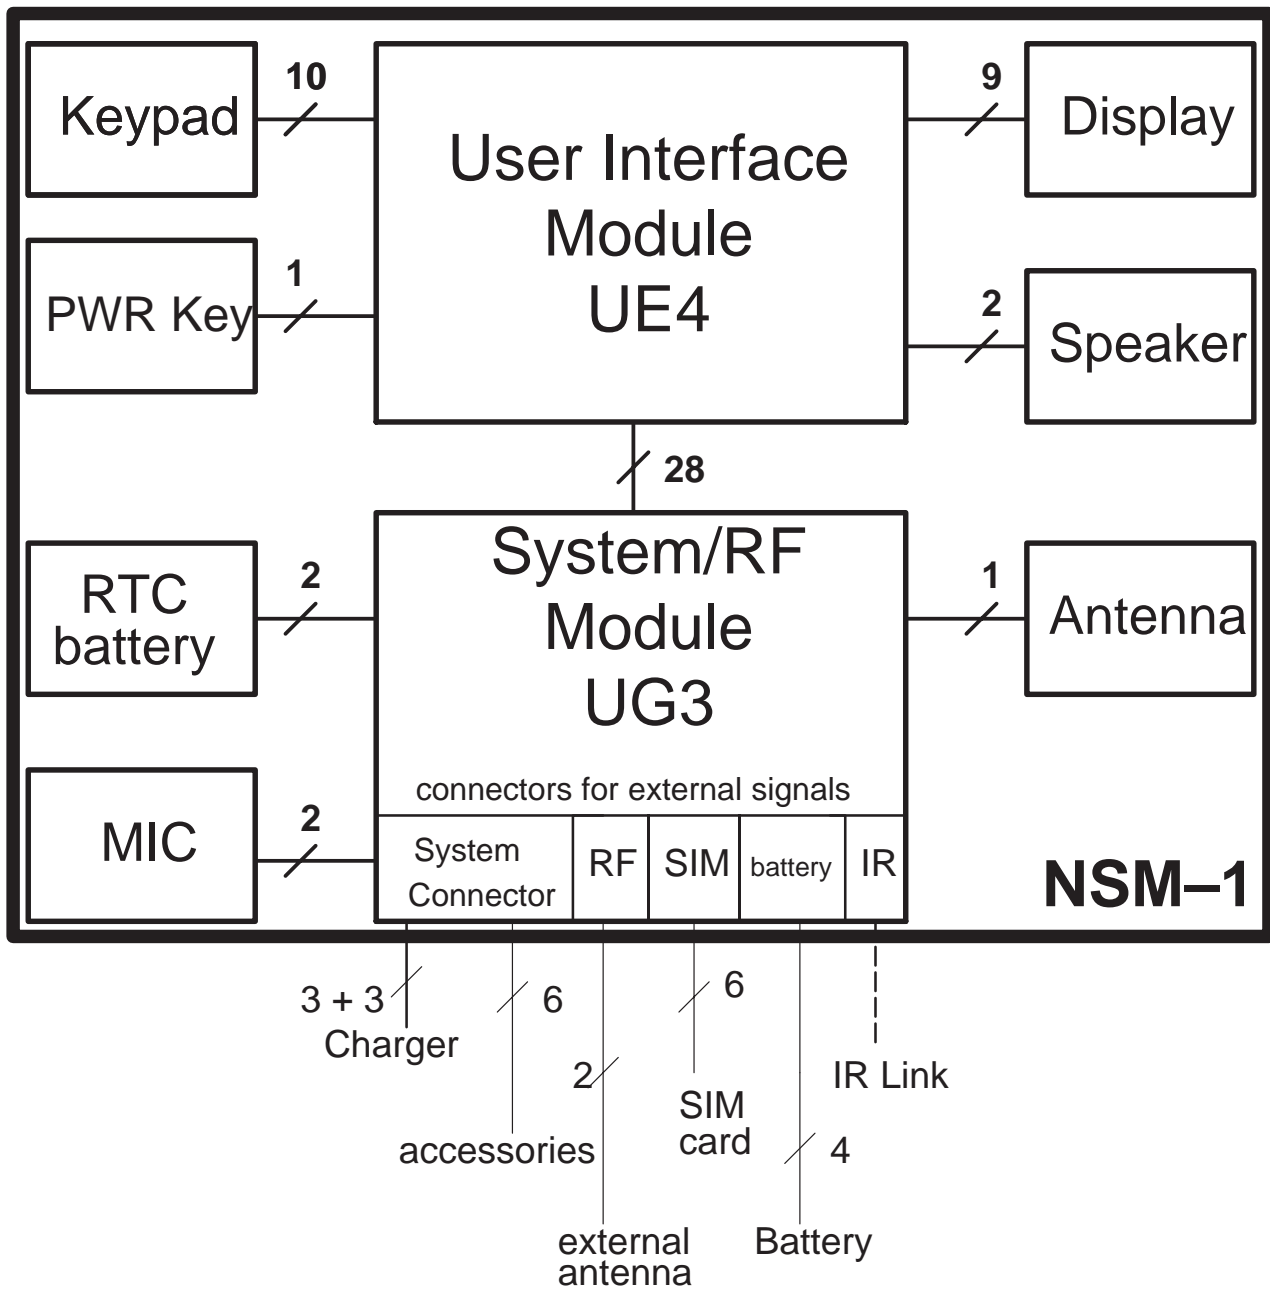 10
9
Keypad
User Interface
Module
UE4
Display
1
2
PWR Key
Speaker
28
System/RF
Module
UG3
2
1
RTC
battery
Antenna
connectors for external signals
2
MIC
System
Connector
RF
SIM
battery
IR
NSM–1
3 + 3
Charger
6
accessories
2
external
antenna
6
SIM
card
4
Battery
IR Link